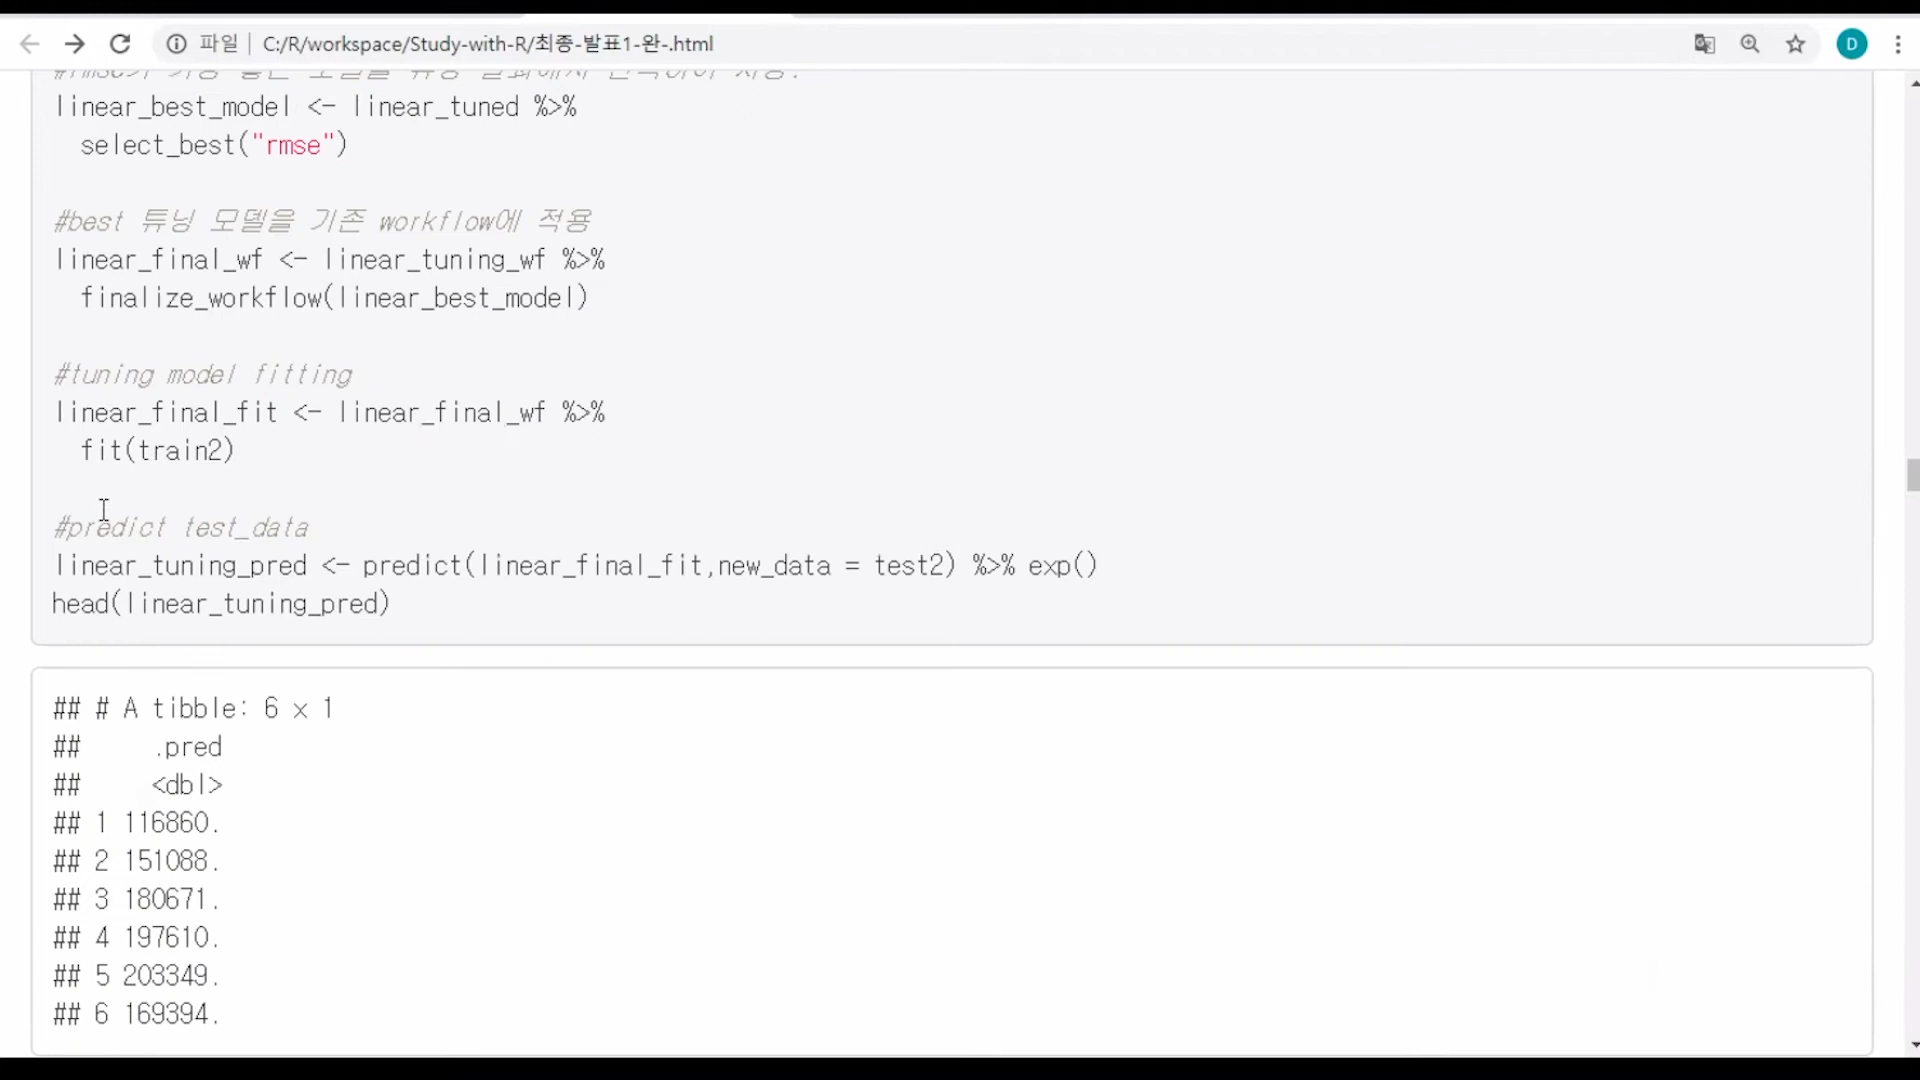 파일 C:/R/workspace/Study-with-R/최종-발표1-완-.html
D
linear_best_model <- linear_tuned %>%
  select_best("rmse")
#best 튜닝 모델을 기존 workflow에 적용
linear_final_wf <- linear_tuning_wf %>%
  finalize_workflow(linear_best_model)
#tuning model fitting
linear_final_fit <- linear_final_wf %>%
  fit(train2)
#predict test_data
linear_tuning_pred <- predict(linear_final_fit,new_data = test2) %>% exp()
head(linear_tuning_pred)
## # A tibble: 6 x 1
##     .pred
##     <dbl>
## 1 116860.
## 2 151088.
## 3 180671.
## 4 197610.
## 5 203349.
## 6 169394.